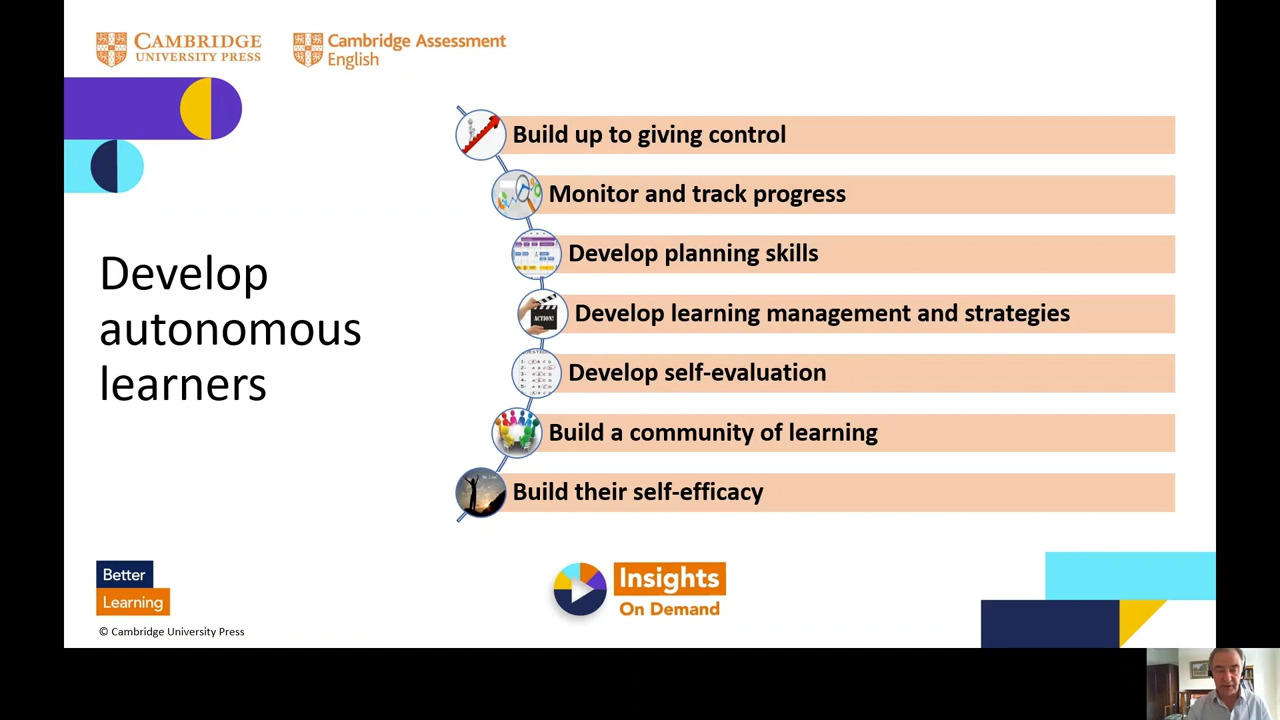 CAMBRIDGE
UNIVERSITY PRESS
Cambridge Assessment
English
Develop
autonomous
learners
Build up to giving control
Monitor and track progress
Develop planning skills
ACTION!
Develop learning management and strategies
Develop self-evaluation
Build a community of learning
Build their self-efficacy
Better
Learning
© Cambridge University Press
Insights
On Demand